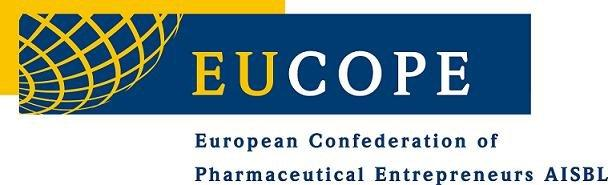 EUCOPE
European Confederation of
Pharmaceutical Entrepreneurs AISBL